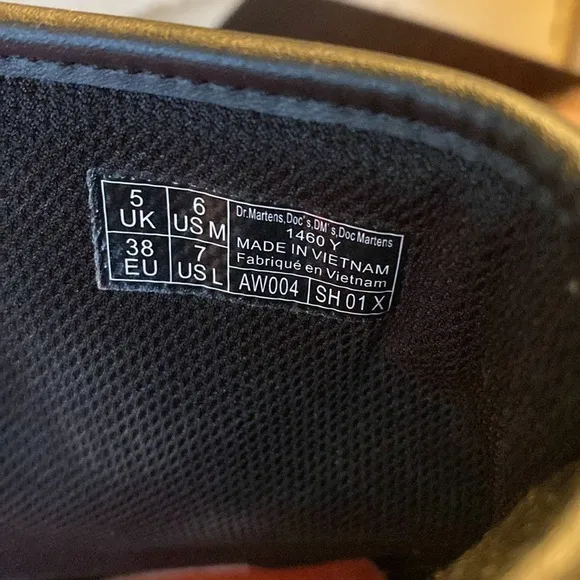 5
UK
6
US M
38
EU
7
US L
Dr.Martens,Doc's,DM's,Doc Martens
1460 Y
MADE IN VIETNAM
Fabriqué en Vietnam
AW004
SH 01 X